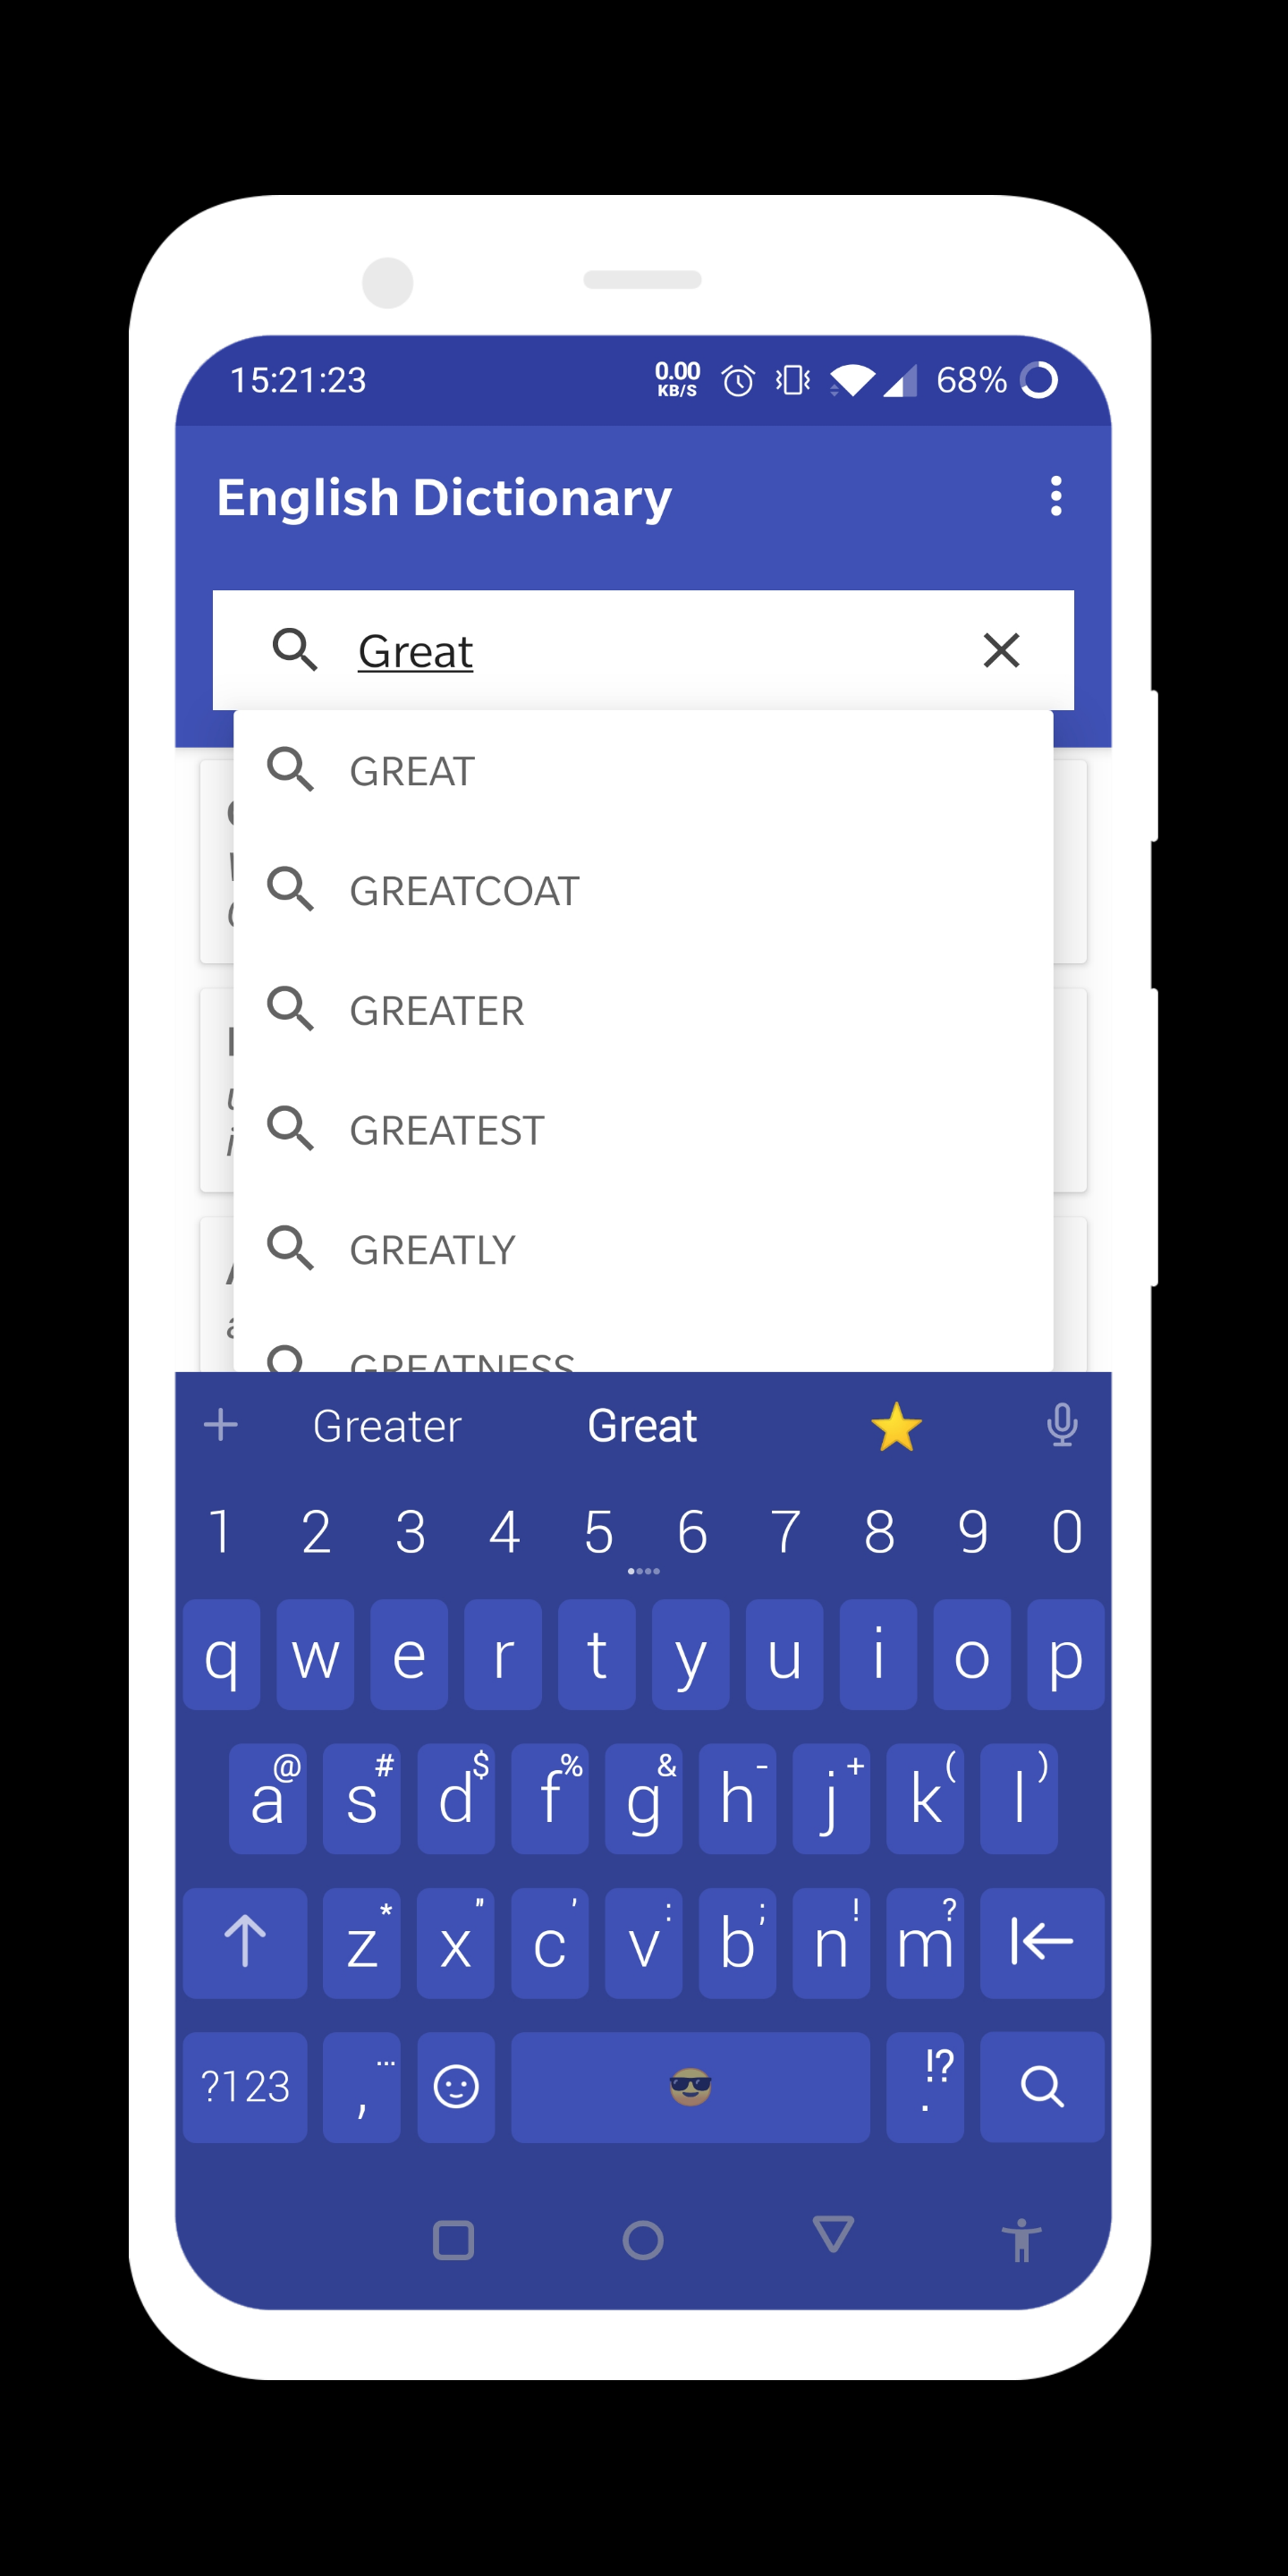 15:21:23 0.00 KB/S 68%
English Dictionary
Great
GREAT
GREATCOAT
GREATER
GREATEST
GREATLY
GREATNESS
Greater Great
1 2 3 4 5 6 7 8 9 0
q w e r t y u i o p
@ # $ % & - + ( )
a s d f g h j k l
* " ' : ; ! ?
z x c v b n m
?123 , … !? .